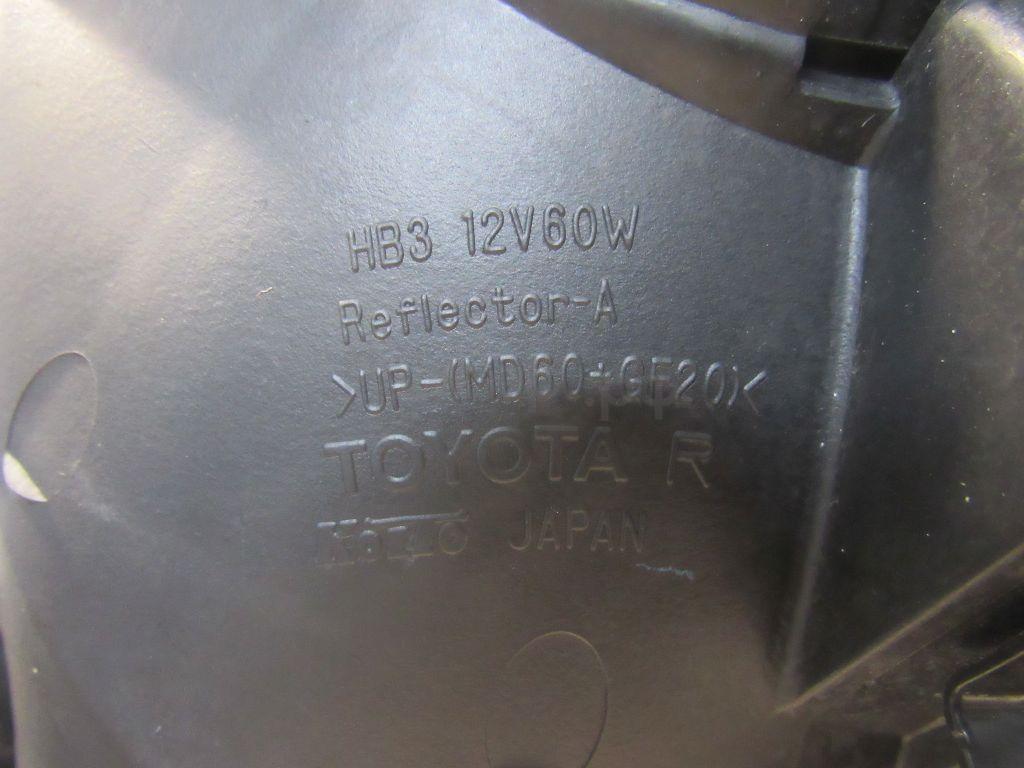 HB3 12V60W
Reflector-A
>UP-(MD60+GF20)<
TOYOTA R
KOITO JAPAN